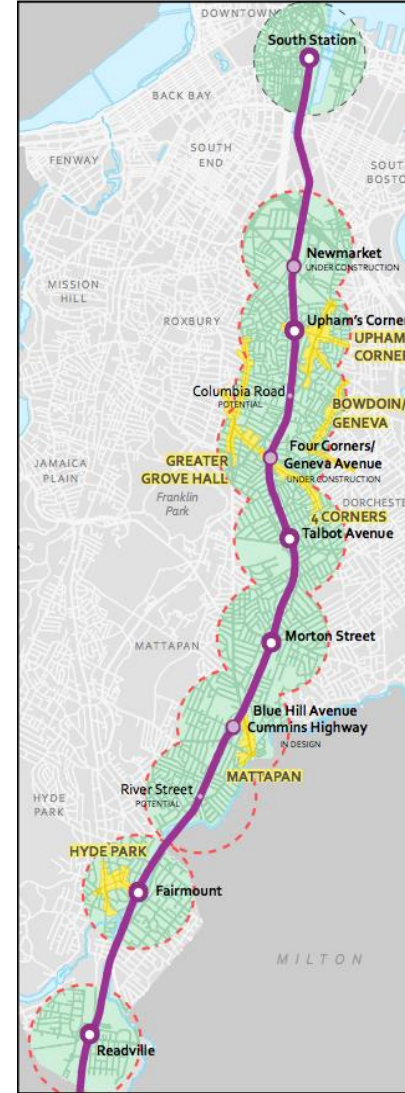 DOWNTOWN
South Station
BACK BAY
SOUTH
END
FENWAY
SOUT
BOSTO
Newmarket
UNDER CONSTRUCTION
MISSION
HILL
ROXBURY
Upham's Corner
UPHAM
CORNER
Columbia Road
POTENTIAL
BOWDOIN/
GENEVA
Four Corners/
Geneva Avenue
UNDER CONSTRUCTION
JAMAICA
PLAIN
GREATER
GROVE HALL
Franklin
Park
DORCHESTE
4 CORNERS
Talbot Avenue
MATTAPAN
Morton Street
Blue Hill Avenue
Cummins Highway
IN DESIGN
MATTAPAN
River Street
POTENTIAL
HYDE
PARK
HYDE PARK
Fairmount
MILTON
Readville